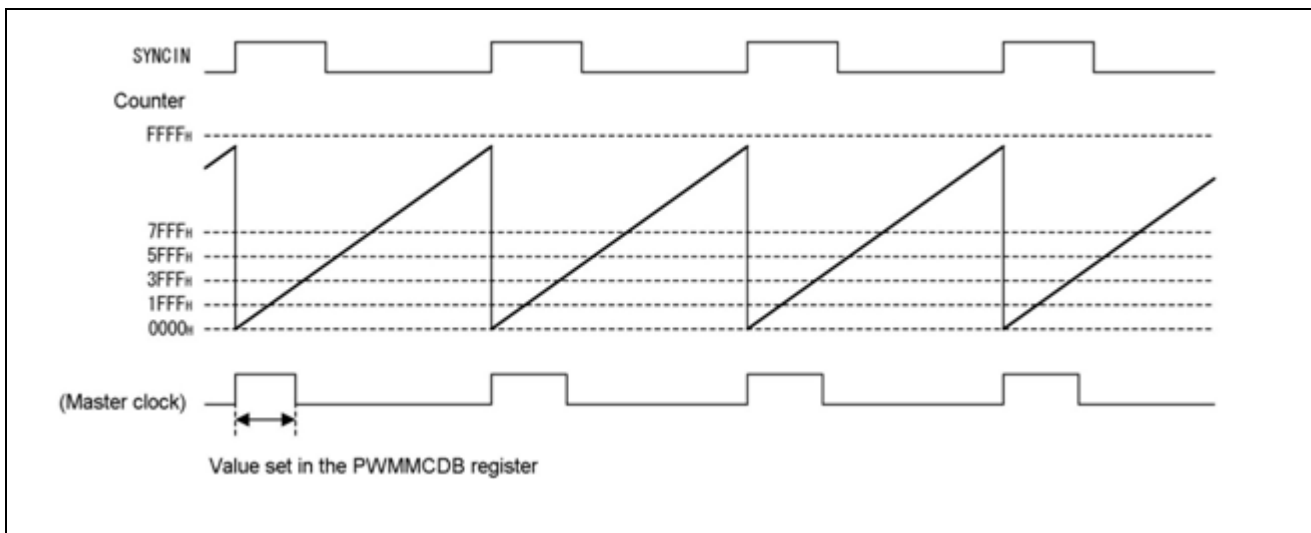 SYNCIN
Counter
FFFFH
7FFFH
5FFFH
3FFFH
1FFFH
0000H
(Master clock)
Value set in the PWMMCDB register